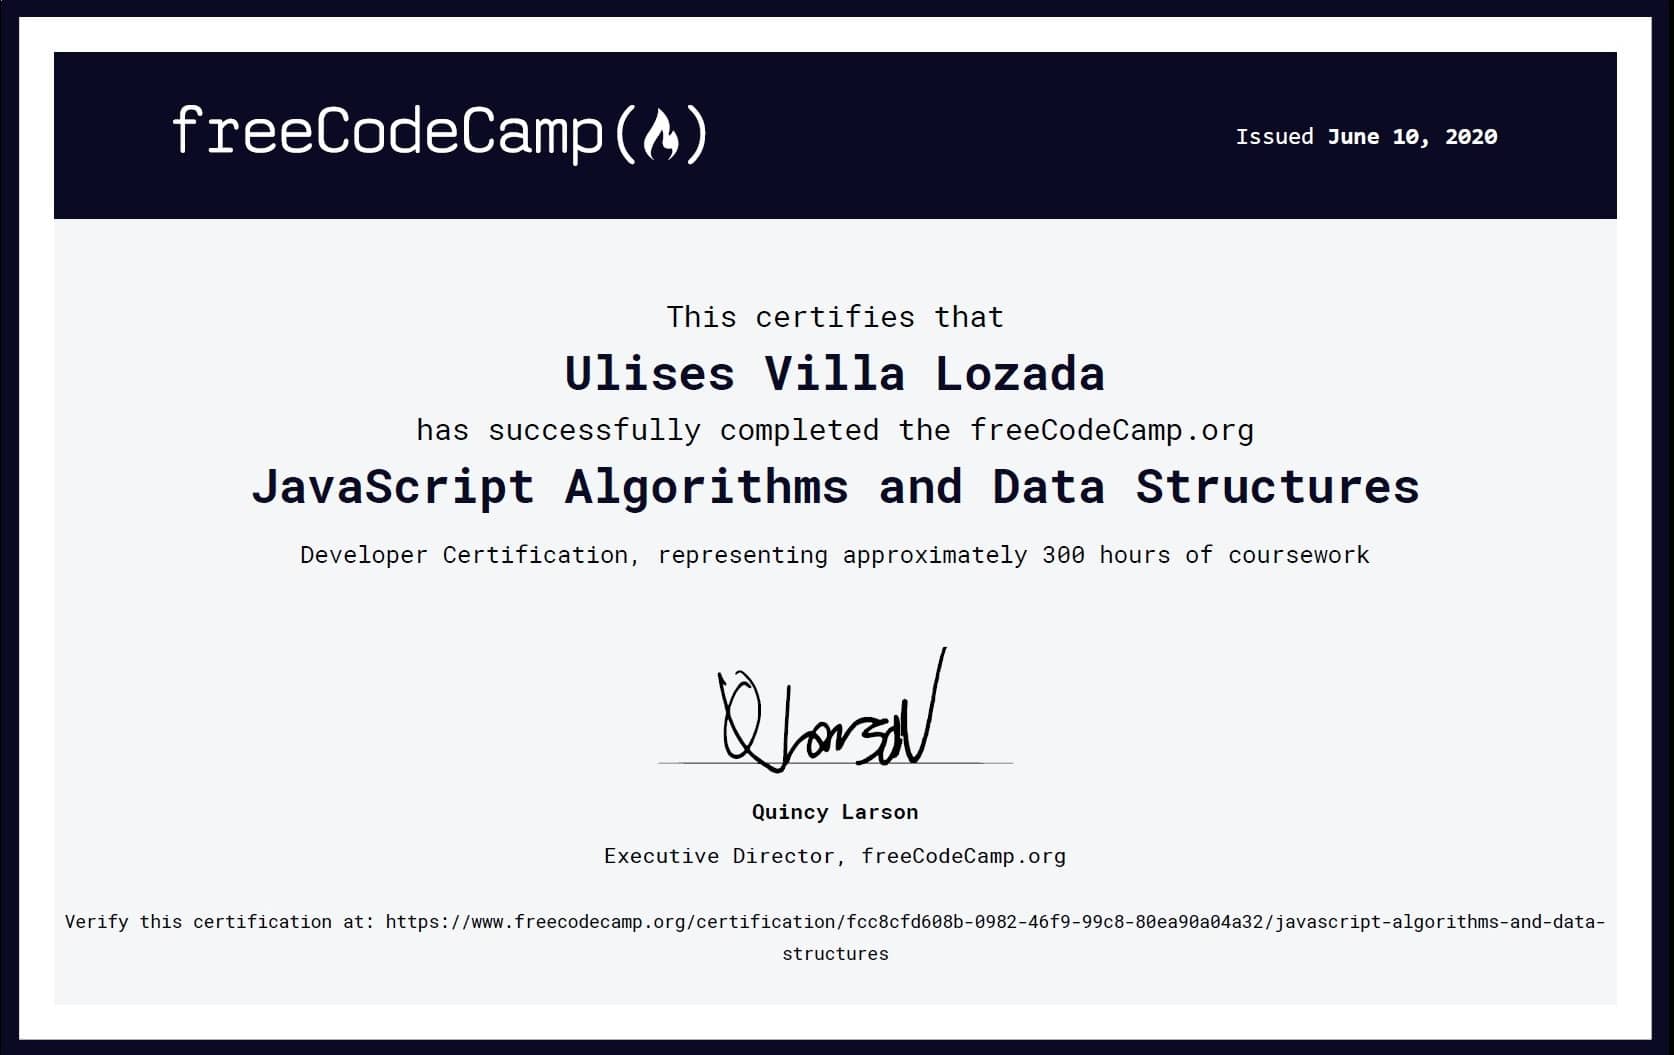 freeCodeCamp(🔥)
Issued June 10, 2020
This certifies that
Ulises Villa Lozada
has successfully completed the freeCodeCamp.org
JavaScript Algorithms and Data Structures
Developer Certification, representing approximately 300 hours of coursework
Q Larson
Quincy Larson
Executive Director, freeCodeCamp.org
Verify this certification at: https://www.freecodecamp.org/certification/fcc8cfd608b-0982-46f9-99c8-80ea90a04a32/javascript-algorithms-and-data-
structures